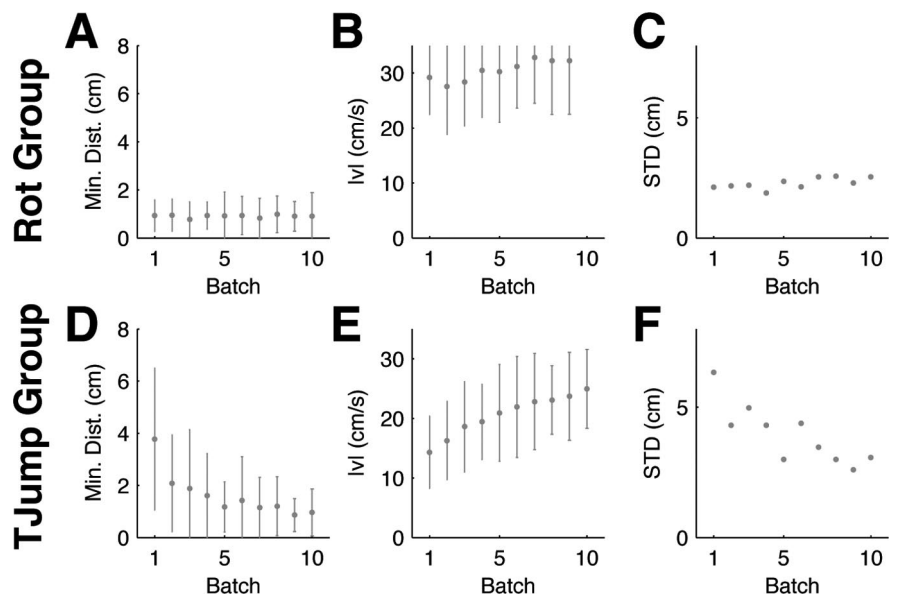 Rot Group
A
Min. Dist. (cm)
8
6
4
2
0
1 5 10
Batch
B
|v| (cm/s)
30
20
10
0
1 5 10
Batch
C
STD (cm)
5
0
1 5 10
Batch
TJump Group
D
Min. Dist. (cm)
8
6
4
2
0
1 5 10
Batch
E
|v| (cm/s)
30
20
10
0
1 5 10
Batch
F
STD (cm)
5
0
1 5 10
Batch